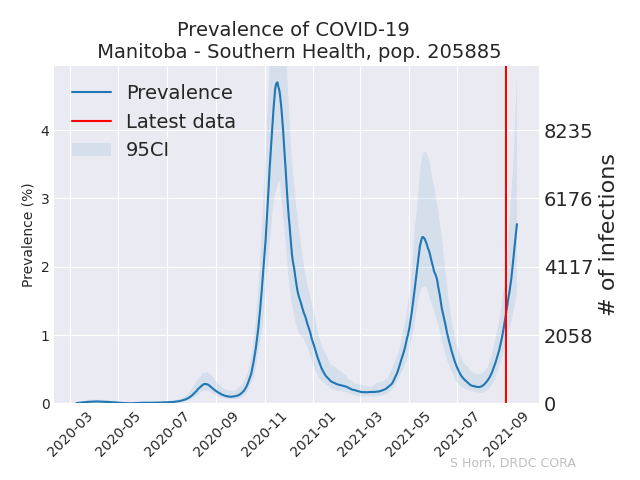 Prevalence of COVID-19
Manitoba - Southern Health, pop. 205885
Prevalence
Latest data
95CI
Prevalence (%)
4
3
2
1
0
8235
6176
4117
2058
0
# of infections
2020-03
2020-05
2020-07
2020-09
2020-11
2021-01
2021-03
2021-05
2021-07
2021-09
S Horn, DRDC CORA